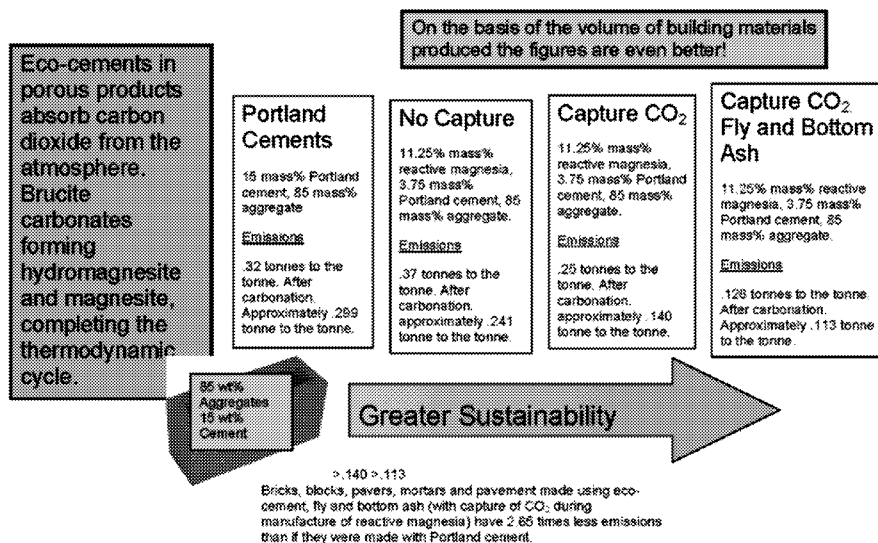 On the basis of the volume of building materials
produced the figures are even better!
Eco-cements in
porous products
absorb carbon
dioxide from the
atmosphere.
Brucite
carbonates
forming
hydromagnesite
and magnesite,
completing the
thermodynamic
cycle.
Portland
Cements
15 mass% Portland
cement, 85 mass%
aggregate
Emissions
.32 tonnes to the
tonne. After
carbonation.
Approximately .299
tonne to the tonne.
No Capture
11.25% mass%
reactive magnesia,
3.75 mass%
Portland cement, 85
mass% aggregate.
Emissions
.37 tonnes to the
tonne. After
carbonation.
approximately .241
tonne to the tonne.
Capture CO₂
11.25% mass%
reactive magnesia,
3.75 mass% Portland
cement, 85 mass%
aggregate.
Emissions
.25 tonnes to the
tonne. After
carbonation.
approximately .140
tonne to the tonne.
Capture CO₂
Fly and Bottom
Ash
11.25% mass% reactive
magnesia, 3.75 mass%
Portland cement, 85
mass% aggregate.
Emissions
.126 tonnes to the tonne.
After carbonation.
Approximately .113 tonne
to the tonne.
85 wt%
Aggregates
15 wt%
Cement
Greater Sustainability
>.140 >.113
Bricks, blocks, pavers, mortars and pavement made using eco-
cement, fly and bottom ash (with capture of CO₂ during
manufacture of reactive magnesia) have 2.65 times less emissions
than if they were made with Portland cement.